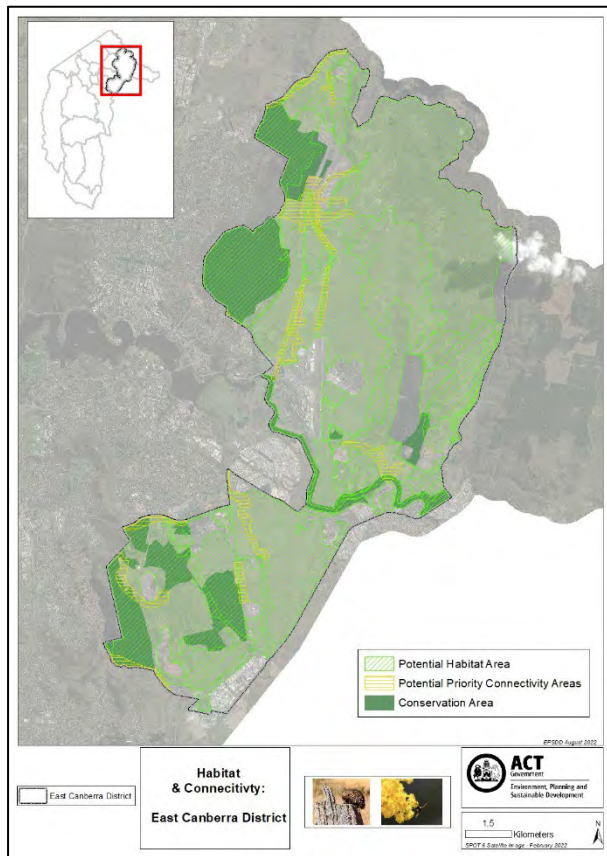 Potential Habitat Area
Potential Priority Connectivity Areas
Conservation Area
EPSDD August 2022
East Canberra District
Habitat
& Connectivity:
East Canberra District
ACT
Government
Environment, Planning and
Sustainable Development
1.5
Kilometers
N
SPOT 6 Satellite Image - February 2022